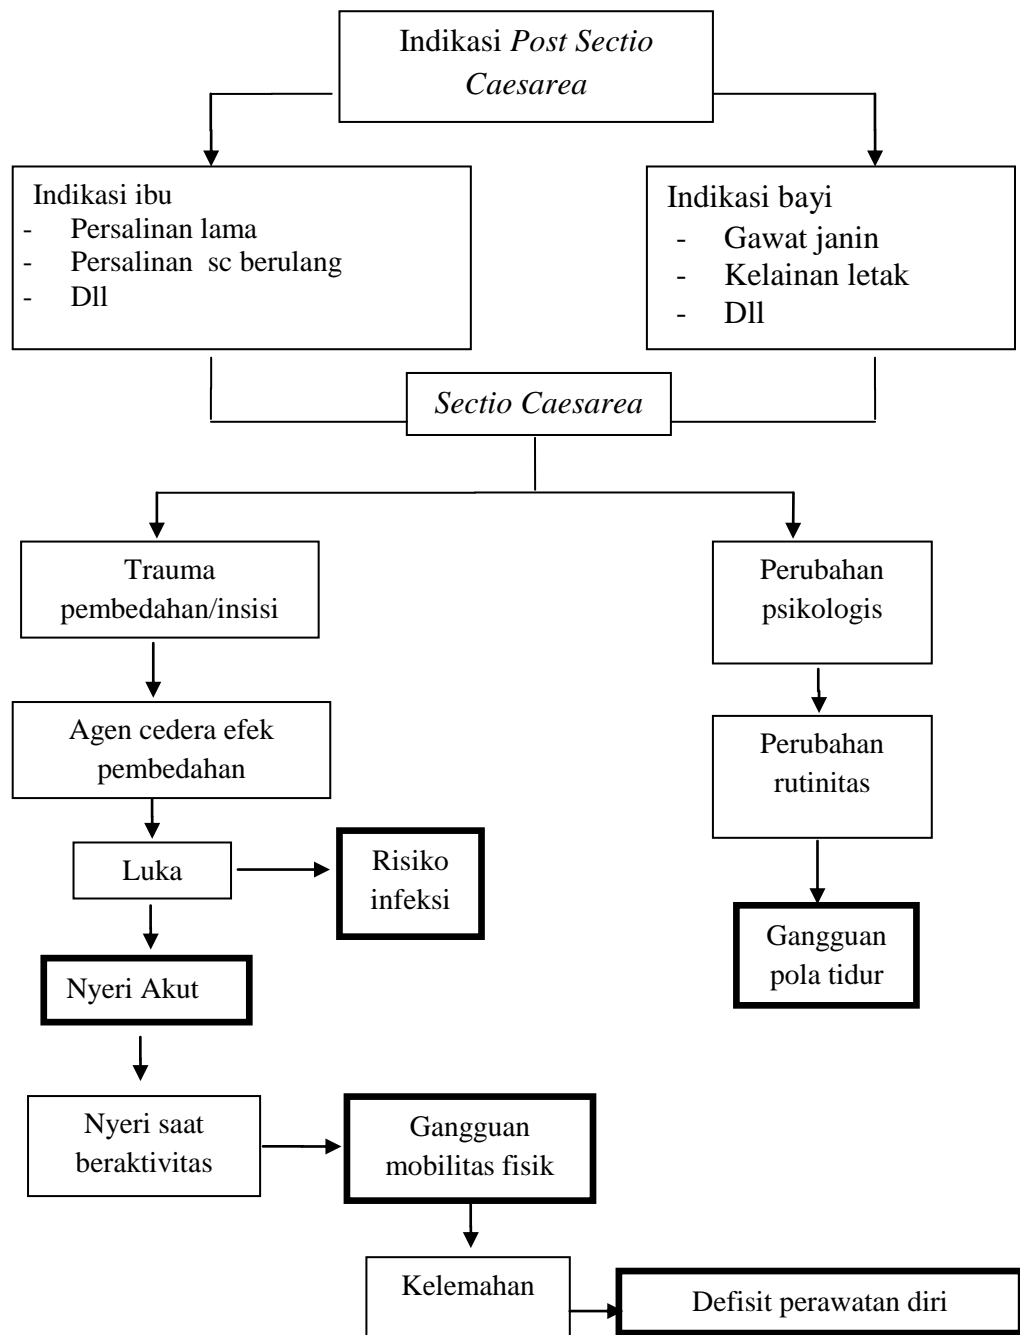 Indikasi Post Sectio
Caesarea
Indikasi ibu
- Persalinan lama
- Persalinan sc berulang
- Dll
Indikasi bayi
- Gawat janin
- Kelainan letak
- Dll
Sectio Caesarea
Trauma
pembedahan/insisi
Perubahan
psikologis
Agen cedera efek
pembedahan
Perubahan
rutinitas
Luka
Risiko
infeksi
Gangguan
pola tidur
Nyeri Akut
Nyeri saat
beraktivitas
Gangguan
mobilitas fisik
Kelemahan
Defisit perawatan diri